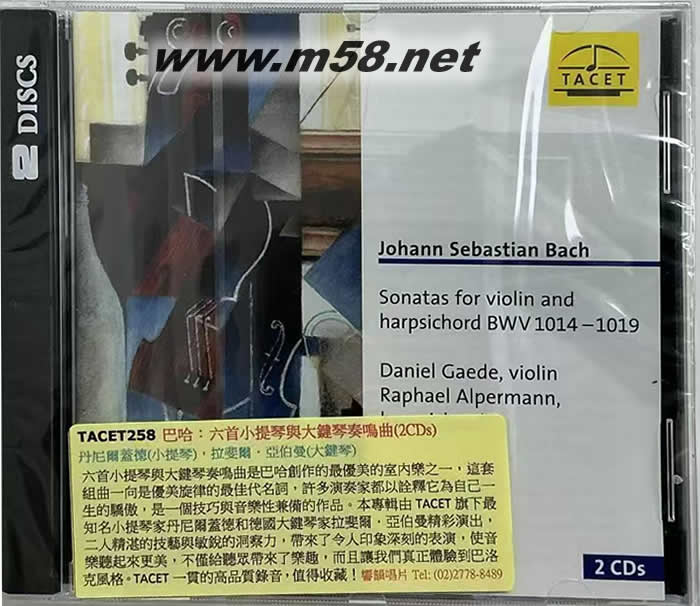 www.m58.net
2 DISCS
TACET
Johann Sebastian Bach
Sonatas for violin and
harpsichord BWV 1014–1019
Daniel Gaede, violin
Raphael Alpermann,
TACET258 巴哈：六首小提琴與大鍵琴奏鳴曲(2CDs)
丹尼爾蓋德(小提琴)，拉斐爾．亞伯曼(大鍵琴)
六首小提琴與大鍵琴奏鳴曲是巴哈創作的最優美的室內樂之一，這套
組曲一向是優美旋律的最佳代名詞，許多演奏家都以詮釋它為自己一
生的驕傲，是一個技巧與音樂性兼備的作品。本專輯由 TACET 旗下最
知名小提琴家丹尼爾蓋德和德國大鍵琴家拉斐爾．亞伯曼精彩演出，
二人精湛的技藝與敏銳的洞察力，帶來了令人印象深刻的表演，使音
樂聽起來更美，不僅給聽眾帶來了樂趣，而且讓我們真正體驗到巴洛
克風格。TACET 一貫的高品質錄音，值得收藏！響韻唱片 Tel: (02)2778-8489
2 CDs